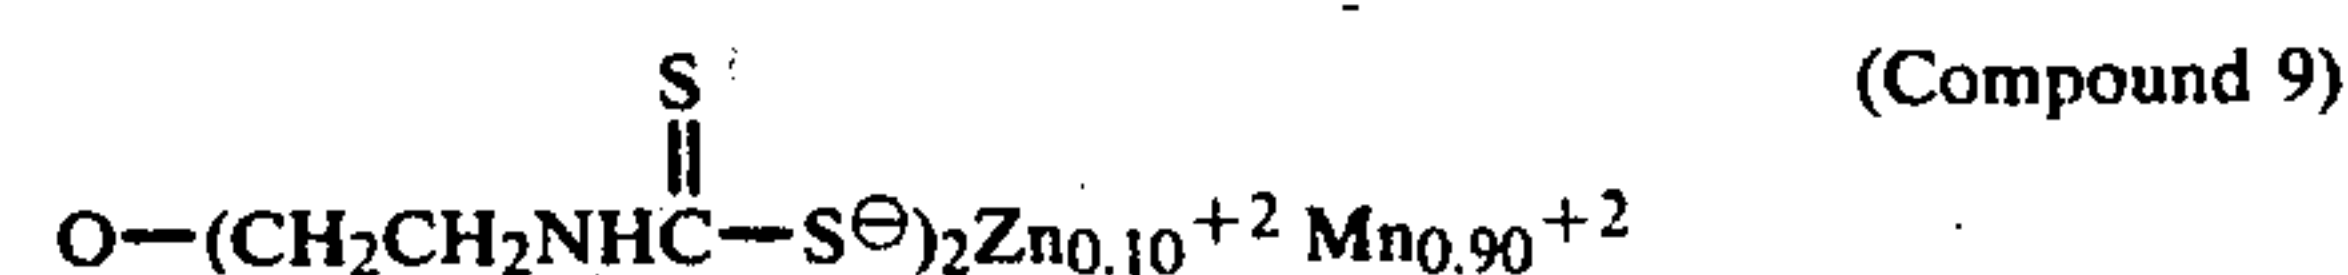 S (Compound 9)
||
O—(CH₂CH₂NHC—S⊖)₂Zn₀.₁₀⁺² Mn₀.₉₀⁺²